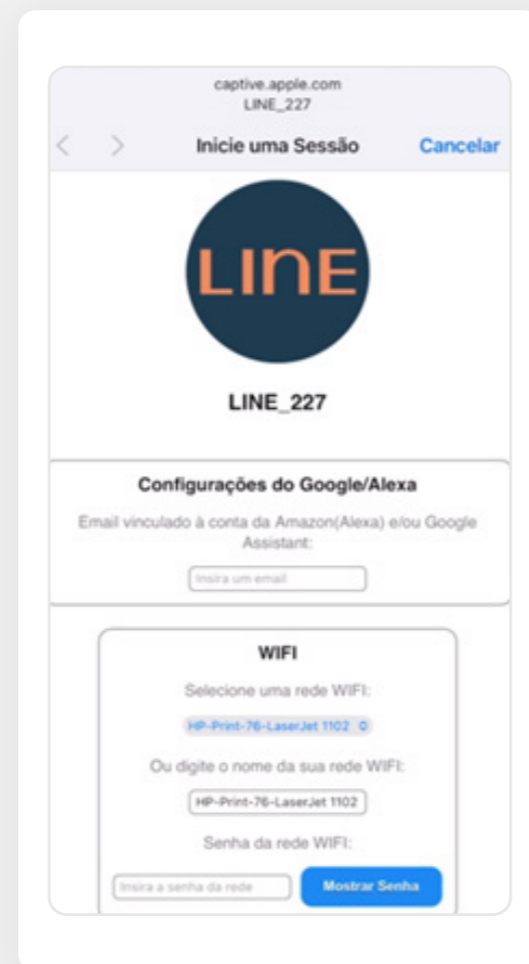 captive.apple.com
LINE_227
< > Inicie uma Sessão Cancelar
LINE
LINE_227
Configurações do Google/Alexa
Email vinculado à conta da Amazon(Alexa) e/ou Google
Assistant:
Insira um email
WIFI
Selecione uma rede WIFI:
HP-Print-76-LaserJet 1102
Ou digite o nome da sua rede WIFI:
HP-Print-76-LaserJet 1102
Senha da rede WIFI:
Insira a senha da rede Mostrar Senha